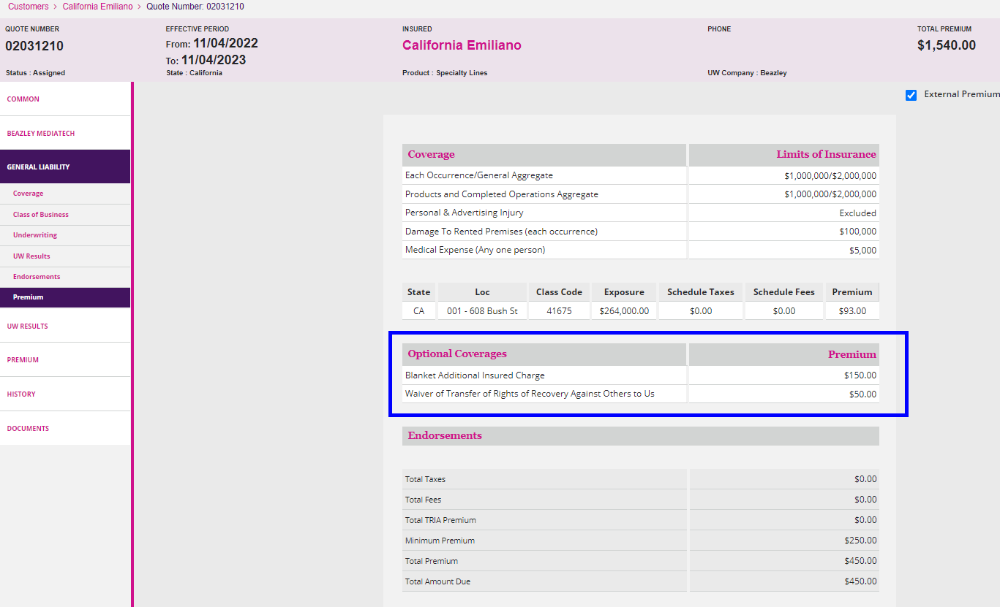 Customers > California Emiliano > Quote Number: 02031210
QUOTE NUMBER
02031210
Status : Assigned
EFFECTIVE PERIOD
From: 11/04/2022
To: 11/04/2023
State : California
INSURED
California Emiliano
Product : Specialty Lines
PHONE
UW Company : Beazley
TOTAL PREMIUM
$1,540.00
COMMON
BEAZLEY MEDIATECH
GENERAL LIABILITY
Coverage
Class of Business
Underwriting
UW Results
Endorsements
Premium
UW RESULTS
PREMIUM
HISTORY
DOCUMENTS
External Premium
Coverage Limits of Insurance
Each Occurrence/General Aggregate $1,000,000/$2,000,000
Products and Completed Operations Aggregate $1,000,000/$2,000,000
Personal & Advertising Injury Excluded
Damage To Rented Premises (each occurrence) $100,000
Medical Expense (Any one person) $5,000
State Loc Class Code Exposure Schedule Taxes Schedule Fees Premium
CA 001 - 608 Bush St 41675 $264,000.00 $0.00 $0.00 $93.00
Optional Coverages Premium
Blanket Additional Insured Charge $150.00
Waiver of Transfer of Rights of Recovery Against Others to Us $50.00
Endorsements
Total Taxes $0.00
Total Fees $0.00
Total TRIA Premium $0.00
Minimum Premium $250.00
Total Premium $450.00
Total Amount Due $450.00